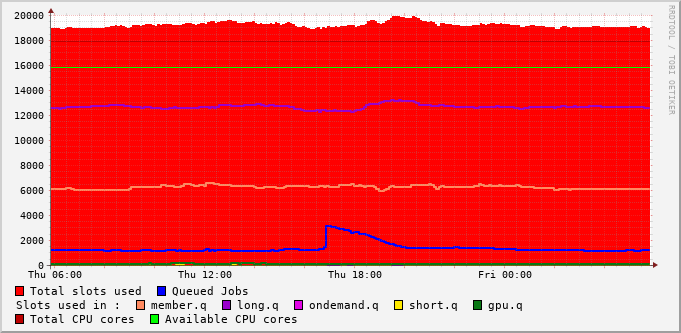 20000
18000
16000
14000
12000
10000
8000
6000
4000
2000
0
Thu 06:00 Thu 12:00 Thu 18:00 Fri 00:00
RRDTOOL / TOBI OETIKER
Total slots used Queued Jobs
Slots used in : member.q long.q ondemand.q short.q gpu.q
Total CPU cores Available CPU cores